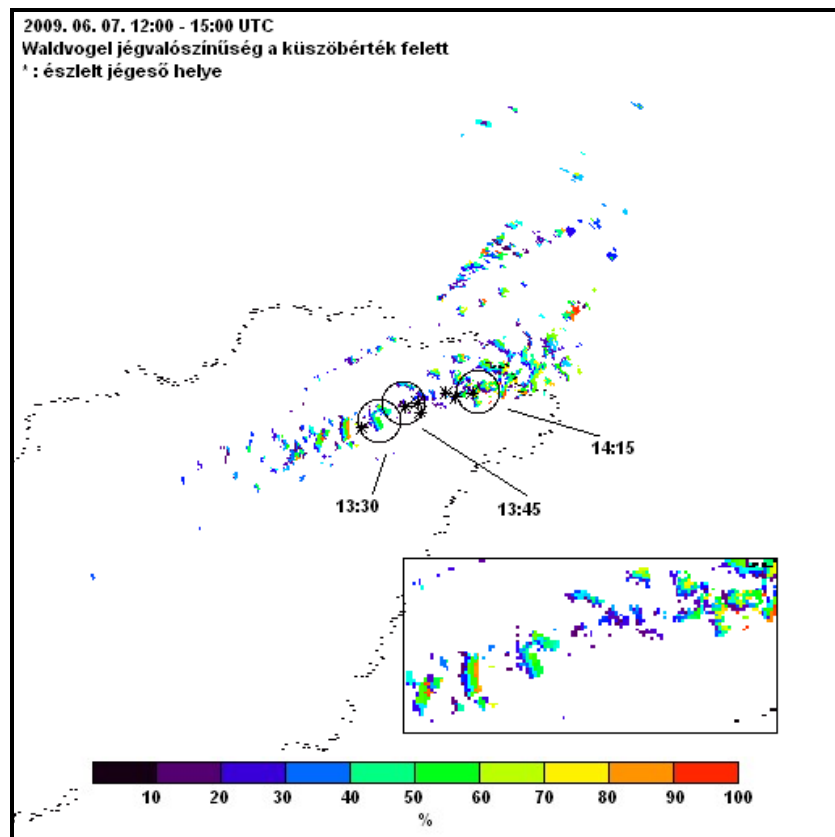 2009. 06. 07. 12:00 - 15:00 UTC
Waldvogel jégvalószínűség a küszöbérték felett
* : észlelt jégeső helye
14:15
13:30
13:45
10 20 30 40 50 60 70 80 90 100
%